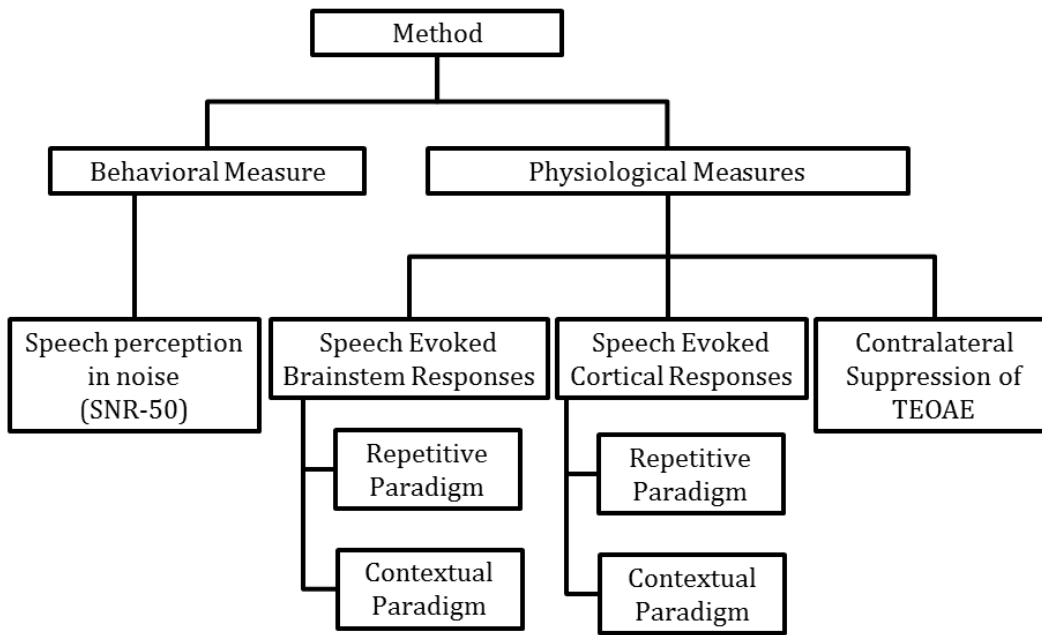 Method
Behavioral Measure
Physiological Measures
Speech perception
in noise
(SNR-50)
Speech Evoked
Brainstem Responses
Speech Evoked
Cortical Responses
Contralateral
Suppression of
TEOAE
Repetitive
Paradigm
Repetitive
Paradigm
Contextual
Paradigm
Contextual
Paradigm